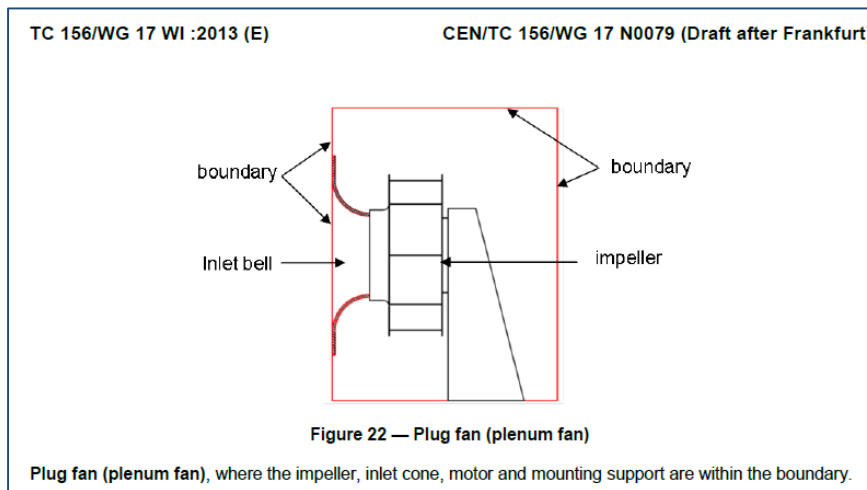 TC 156/WG 17 WI :2013 (E) CEN/TC 156/WG 17 N0079 (Draft after Frankfurt)
boundary boundary
Inlet bell impeller
Figure 22 — Plug fan (plenum fan)
Plug fan (plenum fan), where the impeller, inlet cone, motor and mounting support are within the boundary.